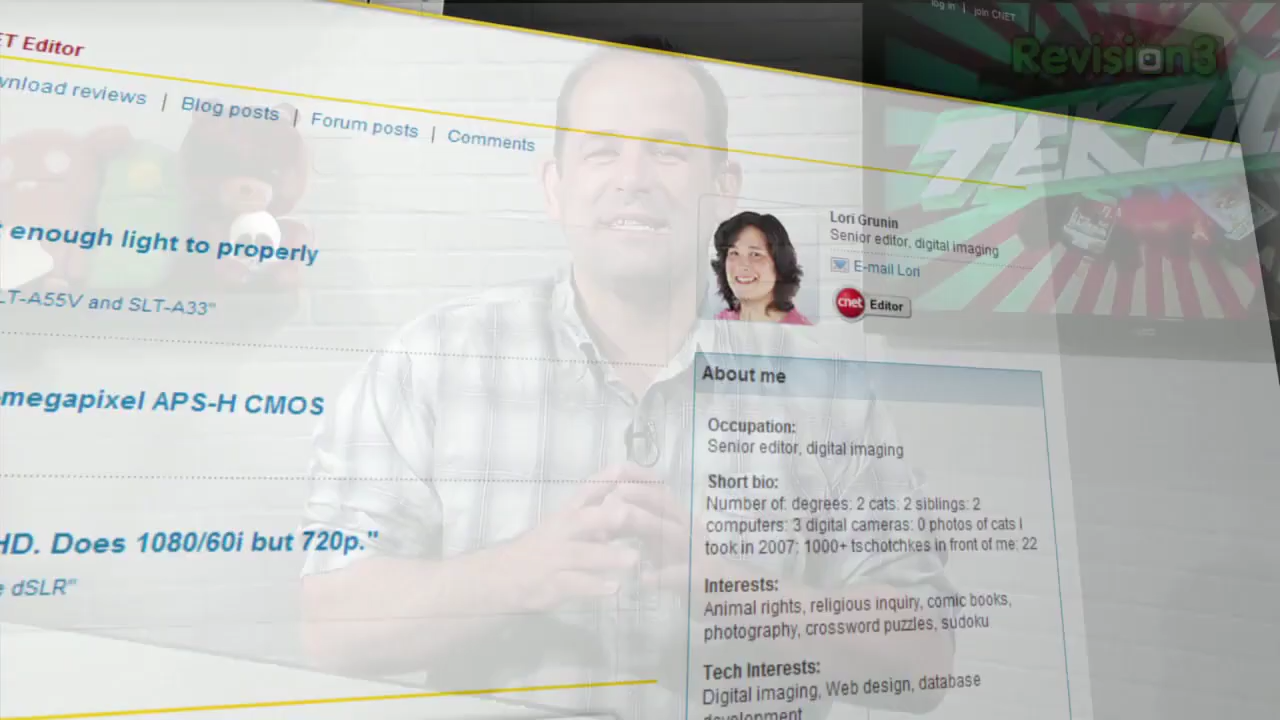 log in | join CNET
ET Editor
Revision3
wnload reviews | Blog posts | Forum posts | Comments
TEKZIL
Lori Grunin
Senior editor, digital imaging
E-mail Lori
cnet Editor
enough light to properly
LT-A55V and SLT-A33"
About me
megapixel APS-H CMOS
Occupation:
Senior editor, digital imaging
Short bio:
Number of: degrees: 2 cats: 2 siblings: 2
computers: 3 digital cameras: 0 photos of cats I
took in 2007: 1000+ tschotchkes in front of me: 22
HD. Does 1080/60i but 720p."
e dSLR"
Interests:
Animal rights, religious inquiry, comic books,
photography, crossword puzzles, sudoku
Tech Interests:
Digital imaging, Web design, database
development